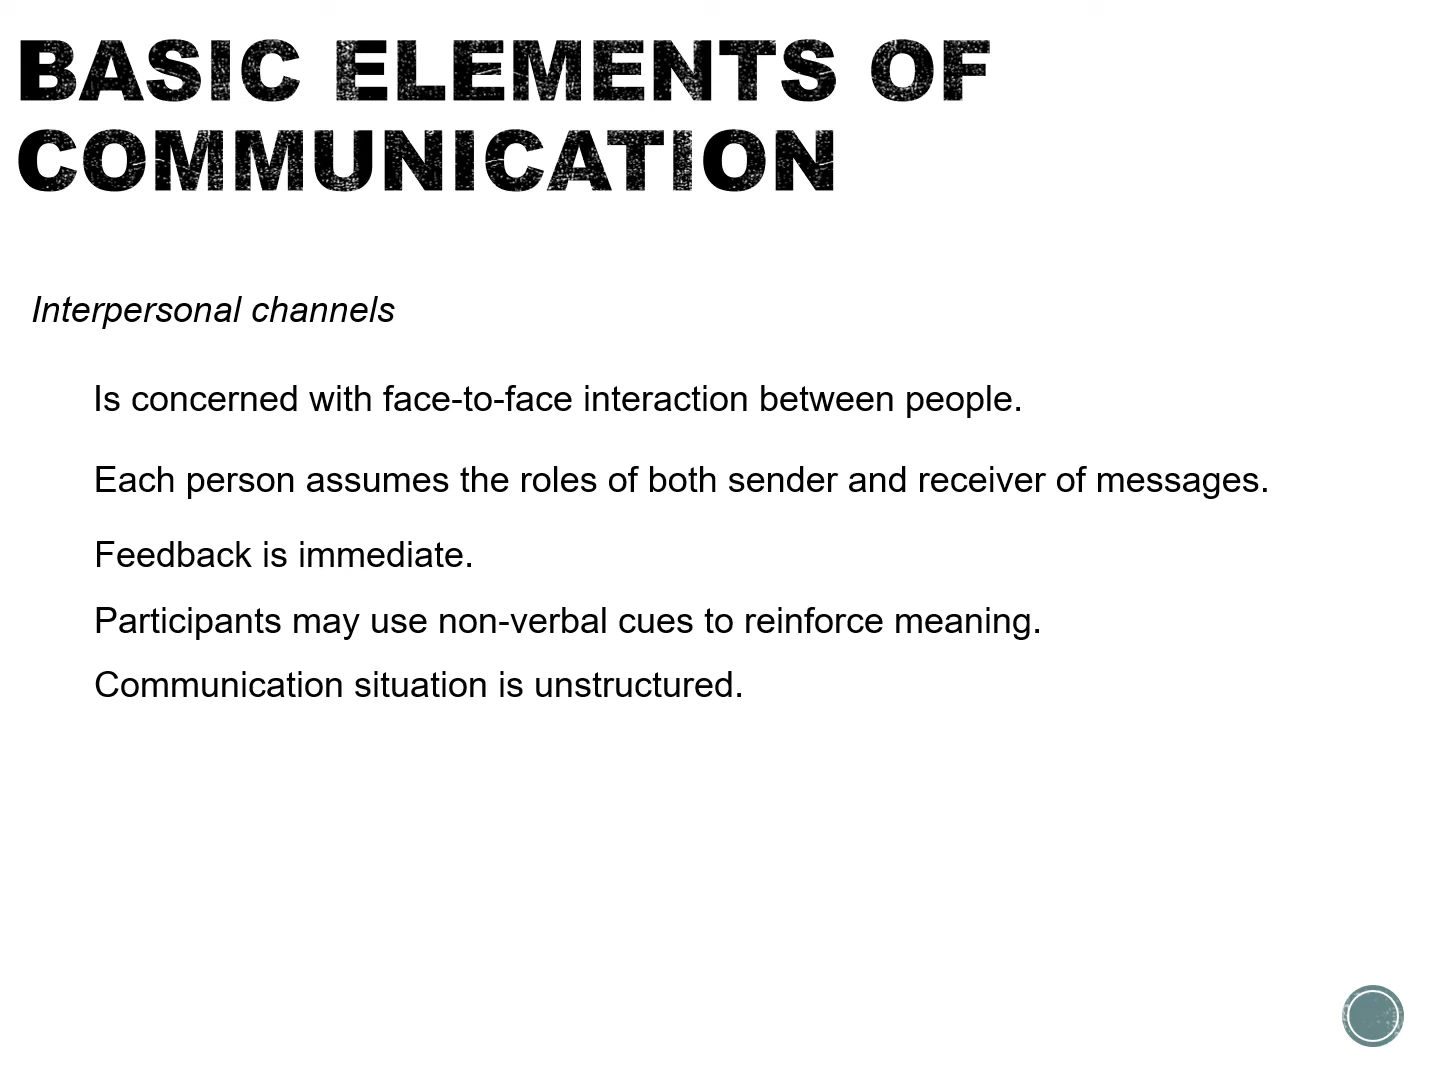 BASIC ELEMENTS OF
COMMUNICATION
Interpersonal channels
Is concerned with face-to-face interaction between people.
Each person assumes the roles of both sender and receiver of messages.
Feedback is immediate.
Participants may use non-verbal cues to reinforce meaning.
Communication situation is unstructured.